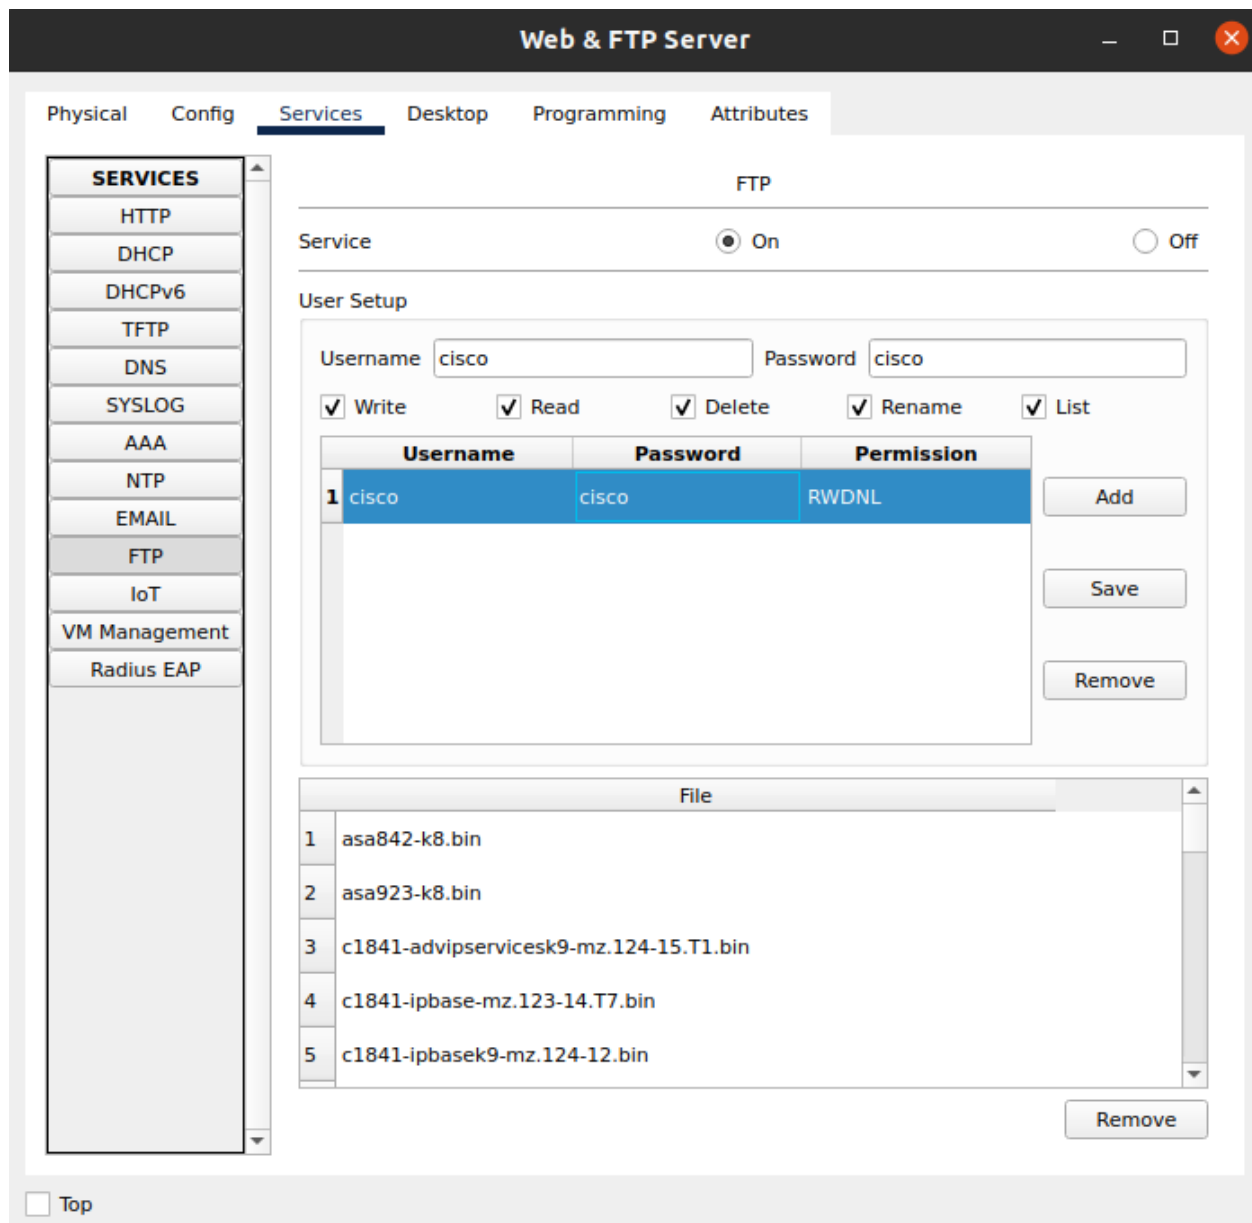 Web & FTP Server
Physical Config Services Desktop Programming Attributes
SERVICES
HTTP
DHCP
DHCPv6
TFTP
DNS
SYSLOG
AAA
NTP
EMAIL
FTP
IoT
VM Management
Radius EAP
FTP
Service On Off
User Setup
Username cisco Password cisco
Write Read Delete Rename List
Username Password Permission
1 cisco cisco RWDNL
Add
Save
Remove
File
1 asa842-k8.bin
2 asa923-k8.bin
3 c1841-advipservicesk9-mz.124-15.T1.bin
4 c1841-ipbase-mz.123-14.T7.bin
5 c1841-ipbasek9-mz.124-12.bin
Remove
Top